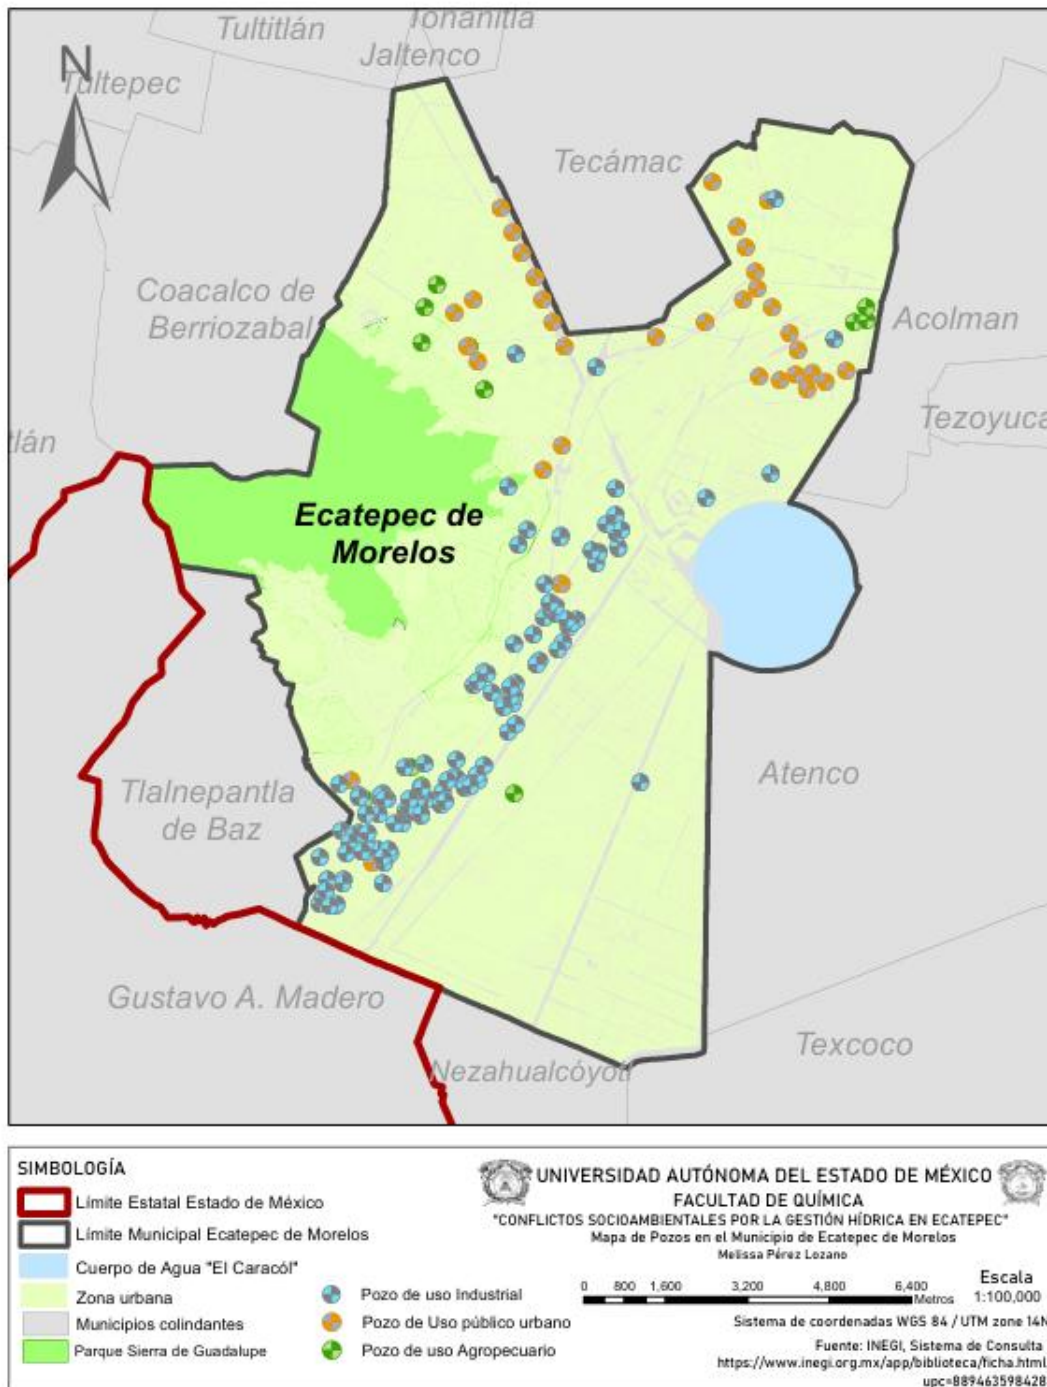 Tultitlán
Tonanitla
Jaltenco
N
Tultepec
Tecámac
Coacalco de
Berriozabal
Acolman
Tezoyuca
tlán
Ecatepec de
Morelos
Atenco
Tlalnepantla
de Baz
Gustavo A. Madero
Nezahualcóyotl
Texcoco
SIMBOLOGÍA
Límite Estatal Estado de México
Límite Municipal Ecatepec de Morelos
Cuerpo de Agua "El Caracól"
Zona urbana
Municipios colindantes
Parque Sierra de Guadalupe
Pozo de uso Industrial
Pozo de Uso público urbano
Pozo de uso Agropecuario
UNIVERSIDAD AUTÓNOMA DEL ESTADO DE MÉXICO
FACULTAD DE QUÍMICA
"CONFLICTOS SOCIOAMBIENTALES POR LA GESTIÓN HÍDRICA EN ECATEPEC"
Mapa de Pozos en el Municipio de Ecatepec de Morelos
Melissa Pérez Lozano
0 800 1,600 3,200 4,800 6,400
Metros
Escala
1:100,000
Sistema de coordenadas WGS 84 / UTM zone 14N
Fuente: INEGI, Sistema de Consulta
https://www.inegi.org.mx/app/biblioteca/ficha.html
upc=889463598428